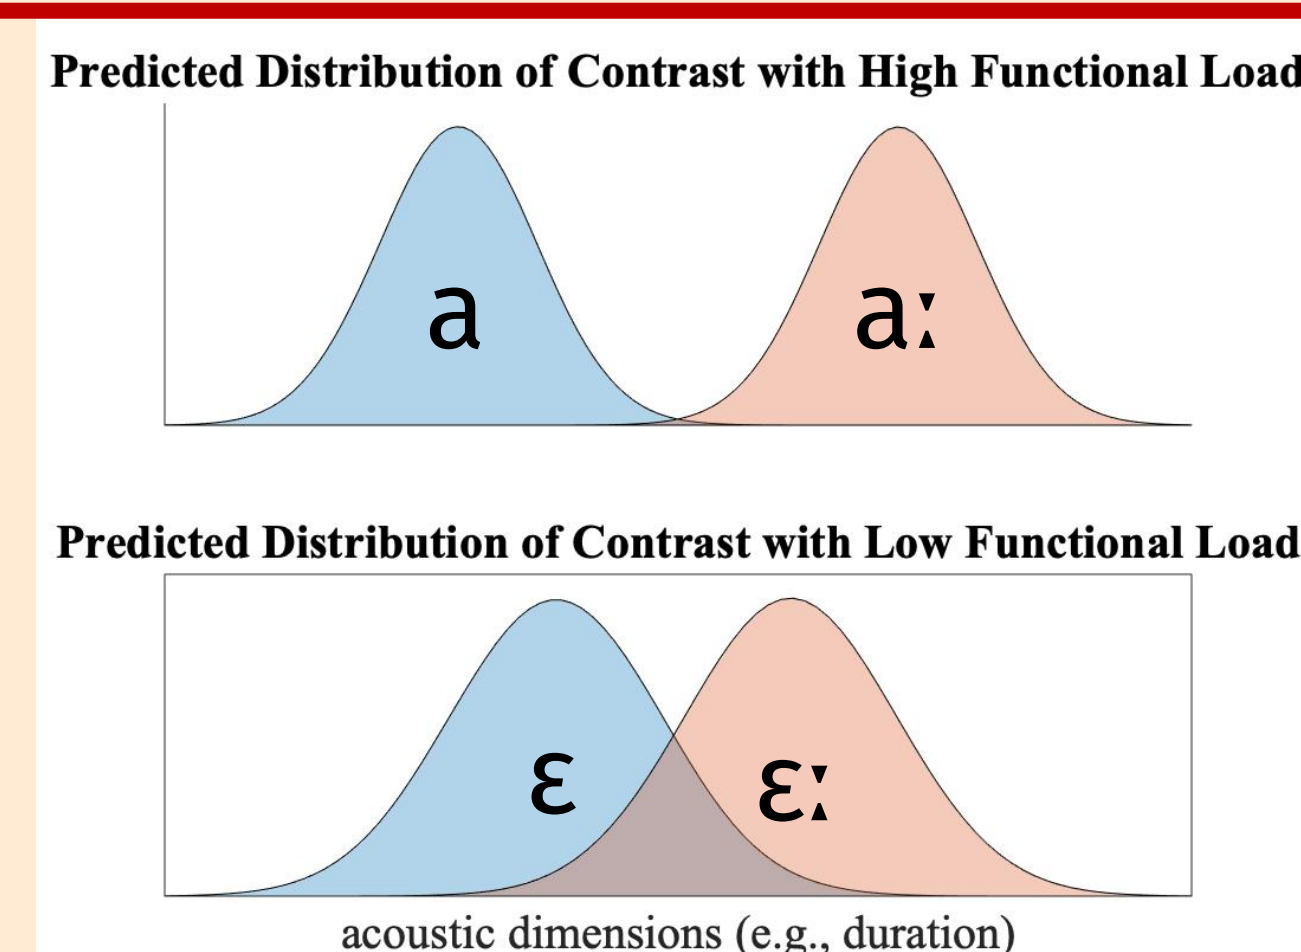 Predicted Distribution of Contrast with High Functional Load
a
aː
Predicted Distribution of Contrast with Low Functional Load
ɛ
ɛː
acoustic dimensions (e.g., duration)